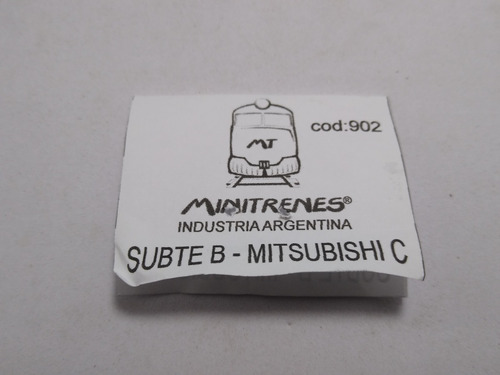 cod:902
MT
MINITRENES®
INDUSTRIA ARGENTINA
SUBTE B - MITSUBISHI C